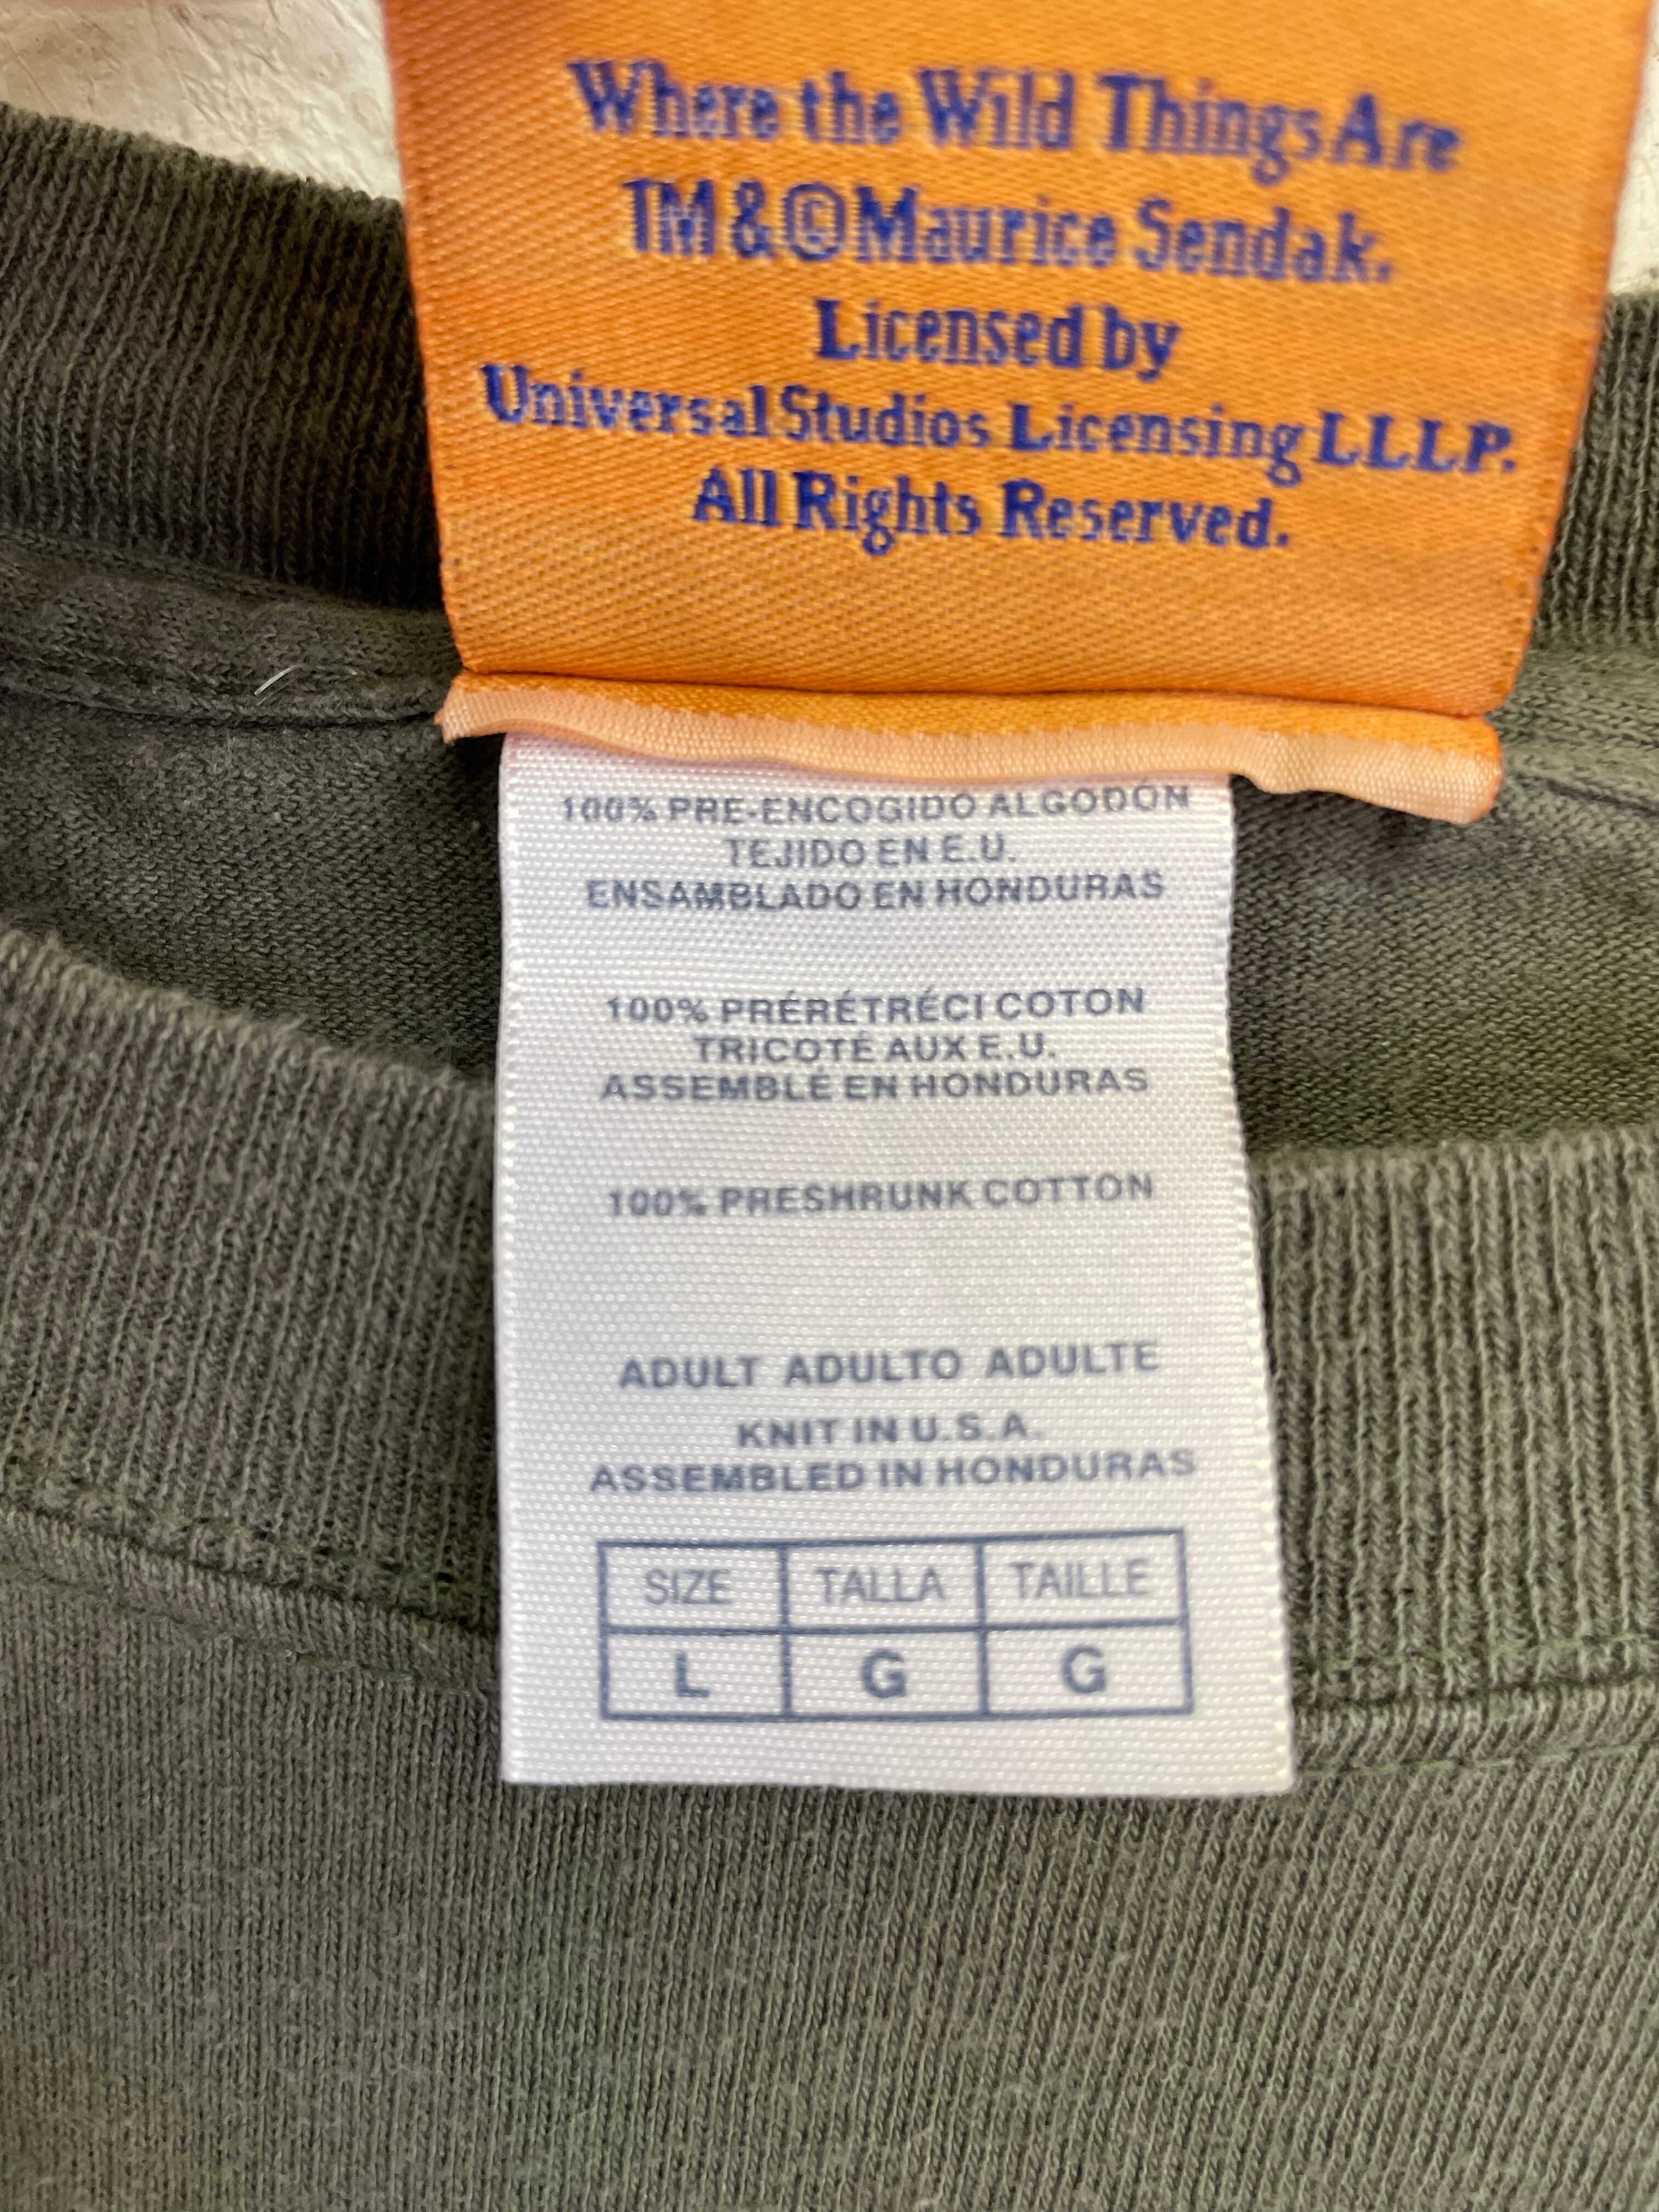 Where the Wild Things Are
TM & © Maurice Sendak.
Licensed by
Universal Studios Licensing LLLP.
All Rights Reserved.
100% PRE-ENCOGIDO ALGODÓN
TEJIDO EN E.U.
ENSAMBLADO EN HONDURAS
100% PRÉRÉTRÉCI COTON
TRICOTÉ AUX E.U.
ASSEMBLÉ EN HONDURAS
100% PRESHRUNK COTTON
ADULT ADULTO ADULTE
KNIT IN U.S.A.
ASSEMBLED IN HONDURAS
SIZE TALLA TAILLE
L G G